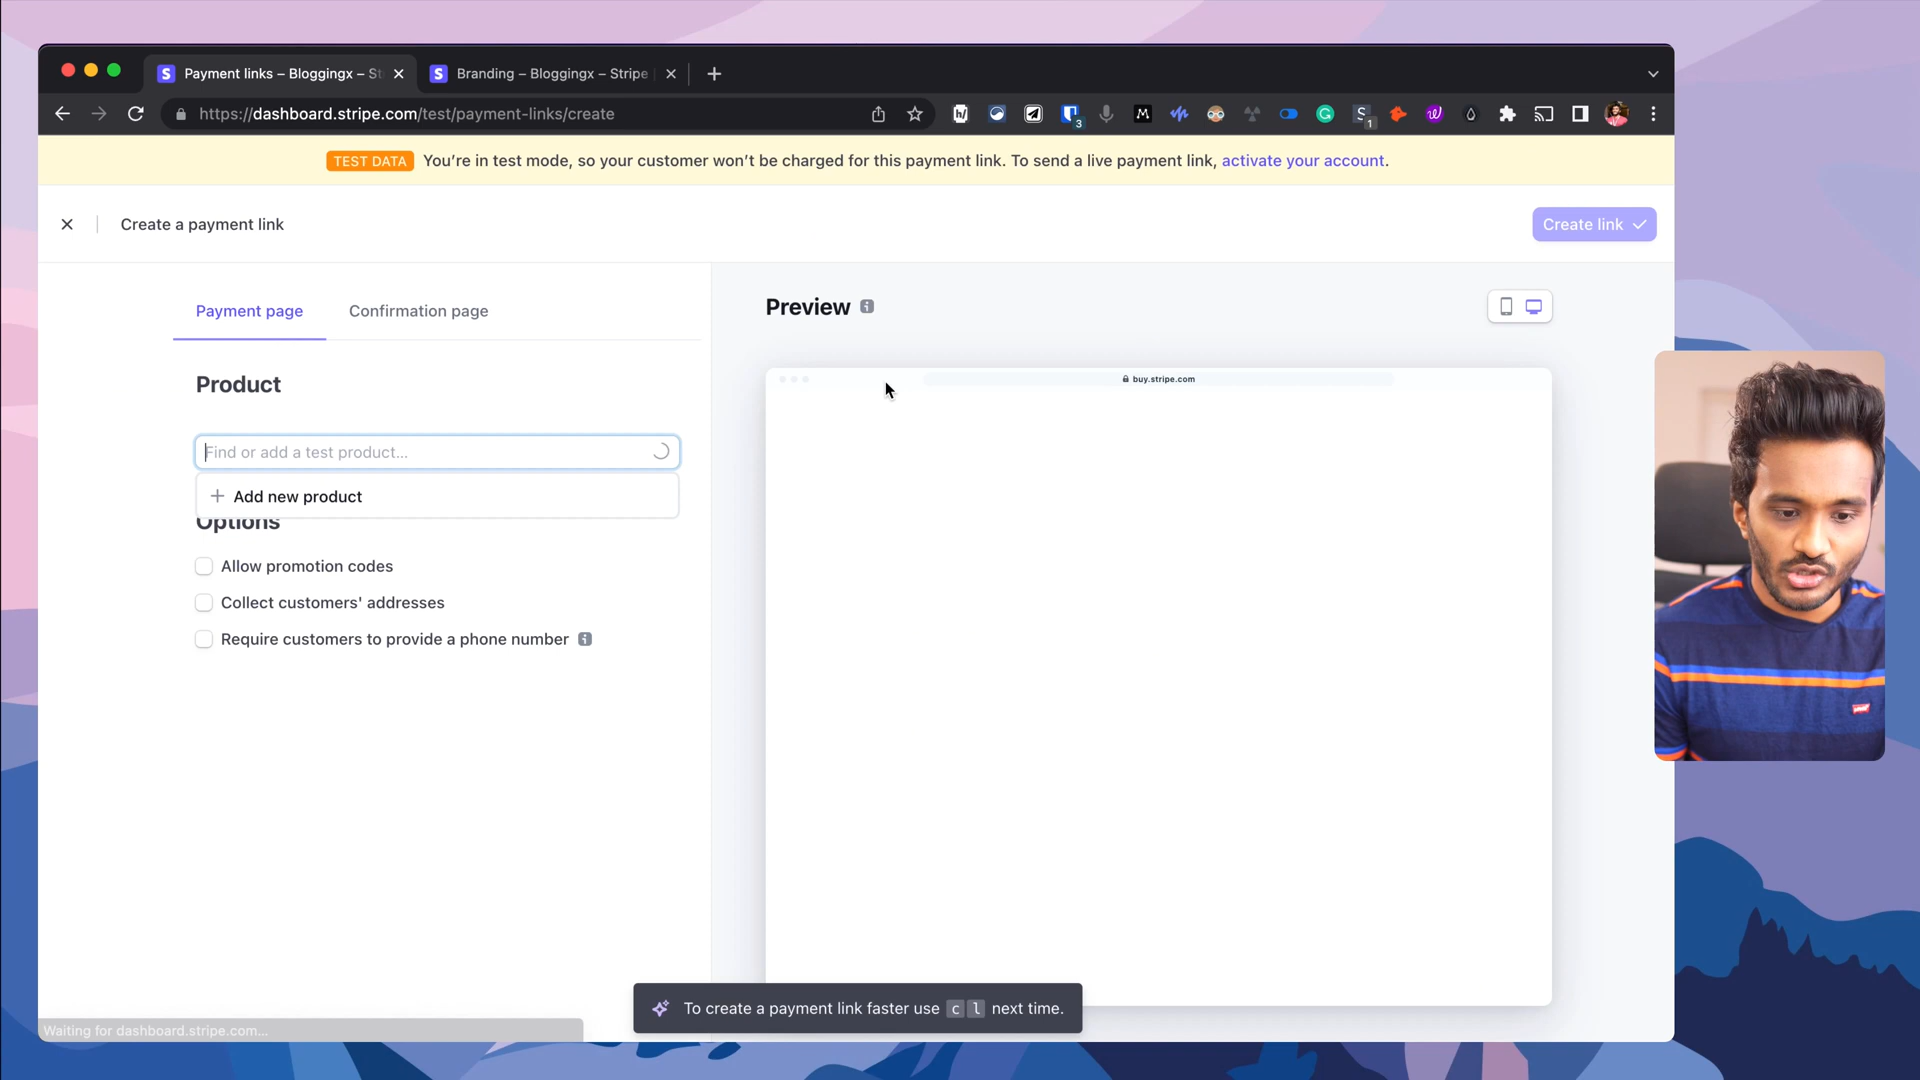 Payment links – Bloggingx – St
Branding – Bloggingx – Stripe
https://dashboard.stripe.com/test/payment-links/create
3
1
TEST DATA You're in test mode, so your customer won't be charged for this payment link. To send a live payment link, activate your account.
Create a payment link
Create link
Payment page
Confirmation page
Preview
Product
buy.stripe.com
Find or add a test product...
Add new product
Options
Allow promotion codes
Collect customers' addresses
Require customers to provide a phone number
To create a payment link faster use c l next time.
Waiting for dashboard.stripe.com...